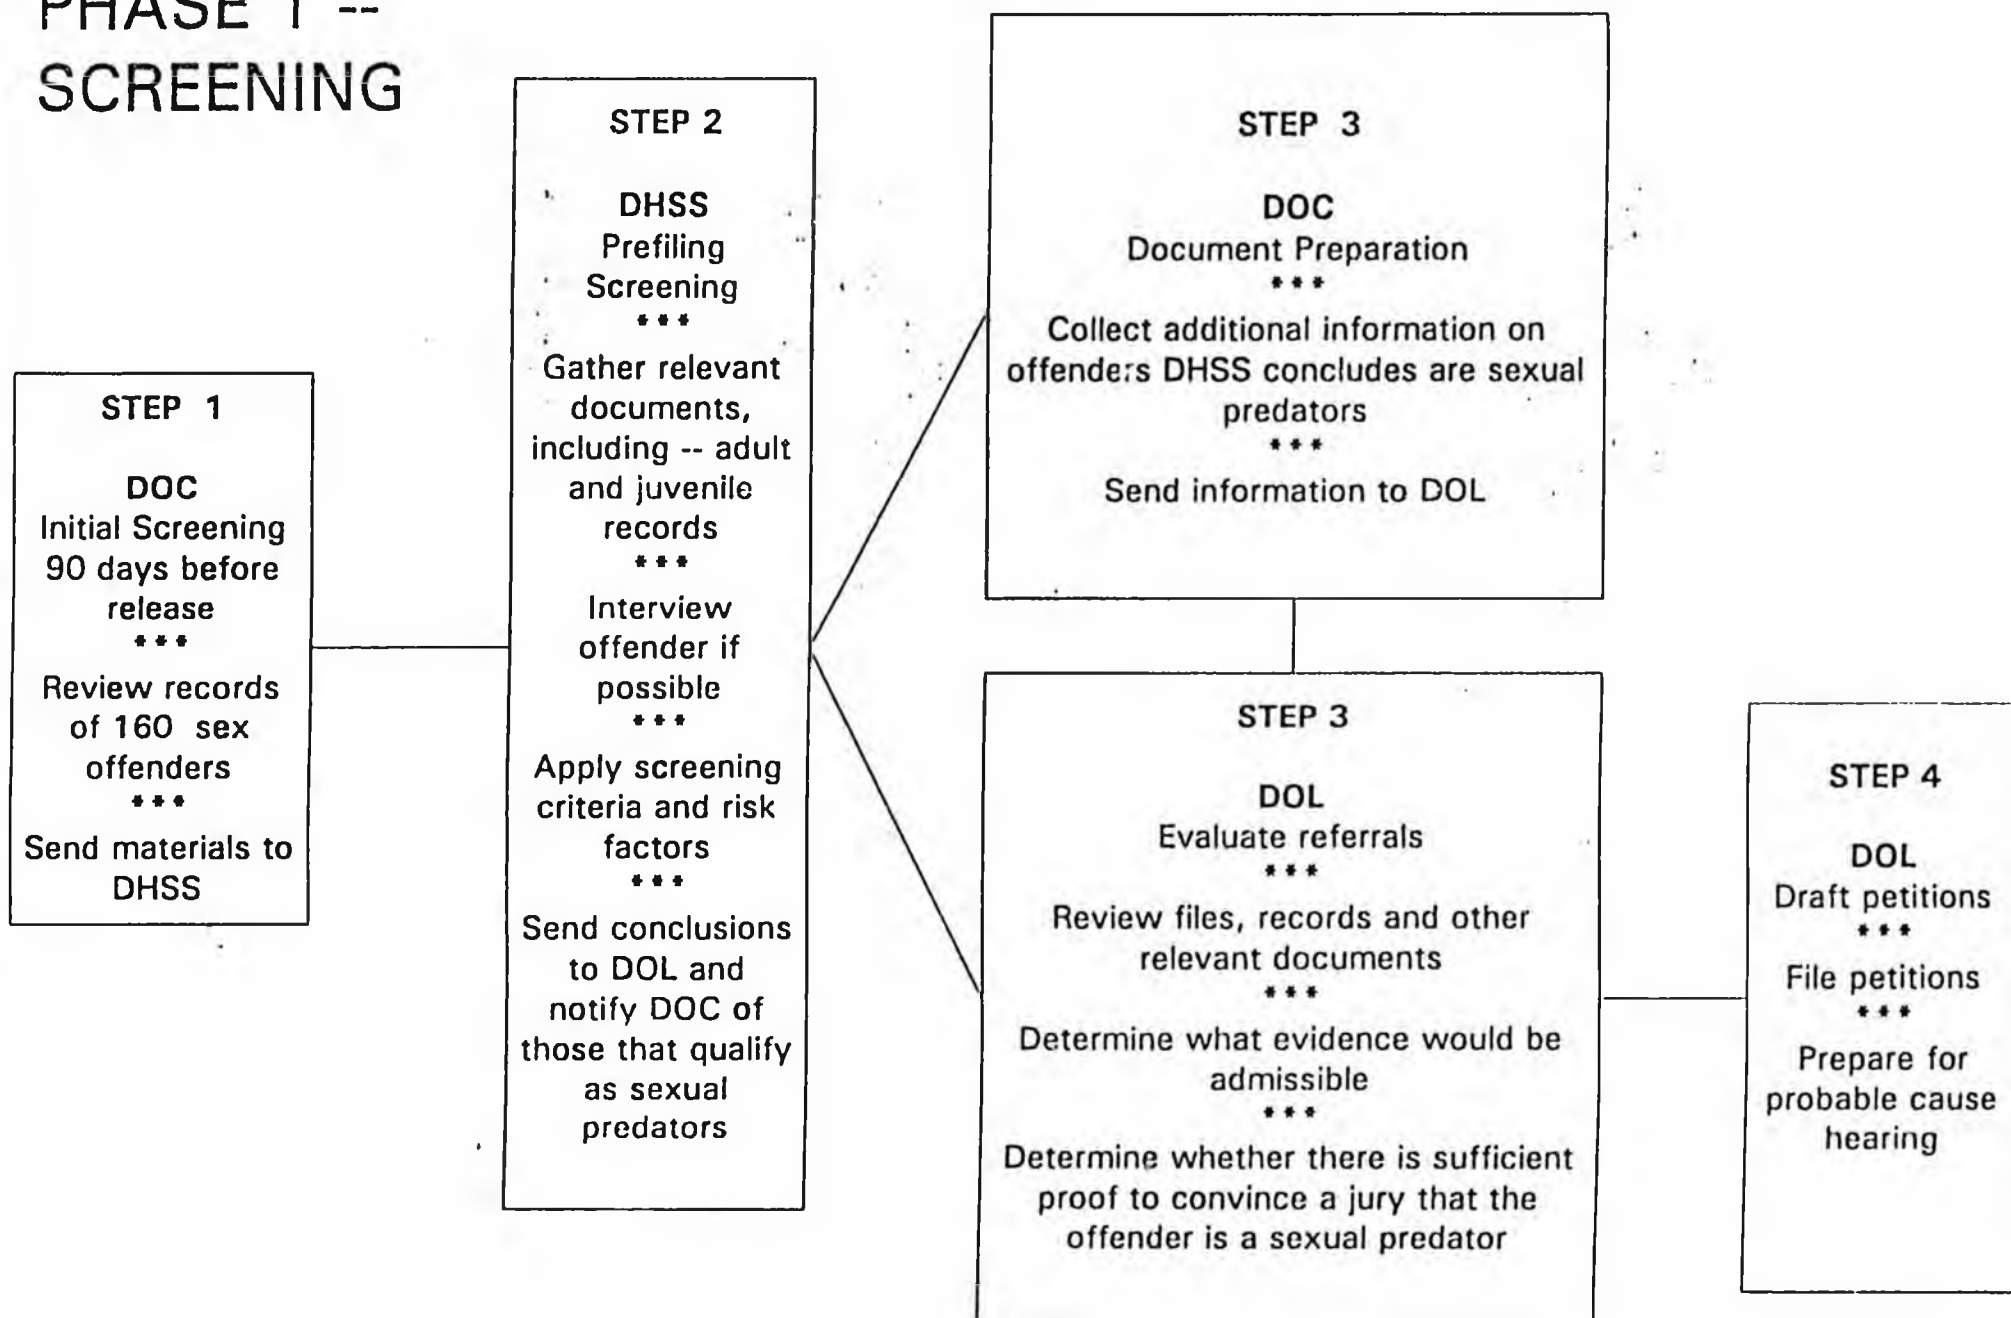 PHASE 1 --
SCREENING
STEP 1
DOC
Initial Screening
90 days before
release
***
Review records
of 160 sex
offenders
***
Send materials to
DHSS
STEP 2
DHSS
Prefiling
Screening
***
Gather relevant
documents,
including -- adult
and juvenile
records
***
Interview
offender if
possible
***
Apply screening
criteria and risk
factors
***
Send conclusions
to DOL and
notify DOC of
those that qualify
as sexual
predators
STEP 3
DOC
Document Preparation
***
Collect additional information on
offenders DHSS concludes are sexual
predators
***
Send information to DOL
STEP 3
DOL
Evaluate referrals
***
Review files, records and other
relevant documents
***
Determine what evidence would be
admissible
***
Determine whether there is sufficient
proof to convince a jury that the
offender is a sexual predator
STEP 4
DOL
Draft petitions
***
File petitions
***
Prepare for
probable cause
hearing